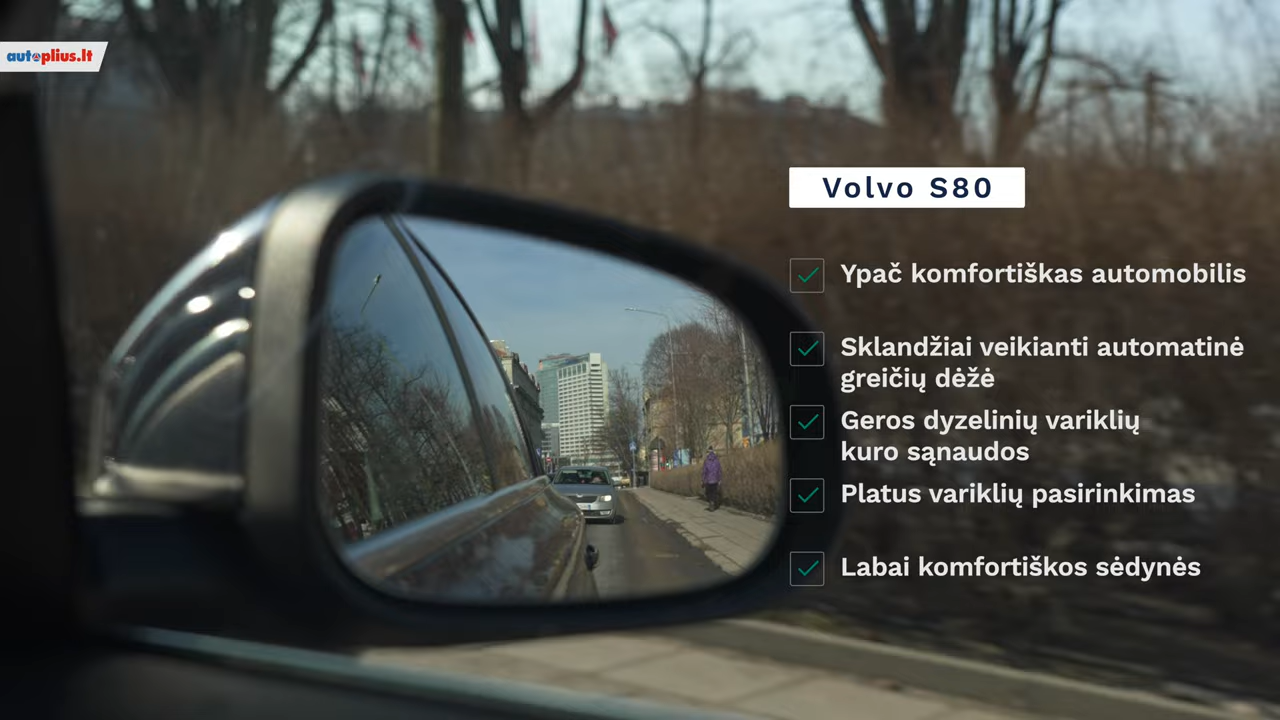 autoplius.lt
Volvo S80
Ypač komfortiškas automobilis
Sklandžiai veikianti automatinė
greičių dėžė
Geros dyzelinių variklių
kuro sąnaudos
Platus variklių pasirinkimas
Labai komfortiškos sėdynės